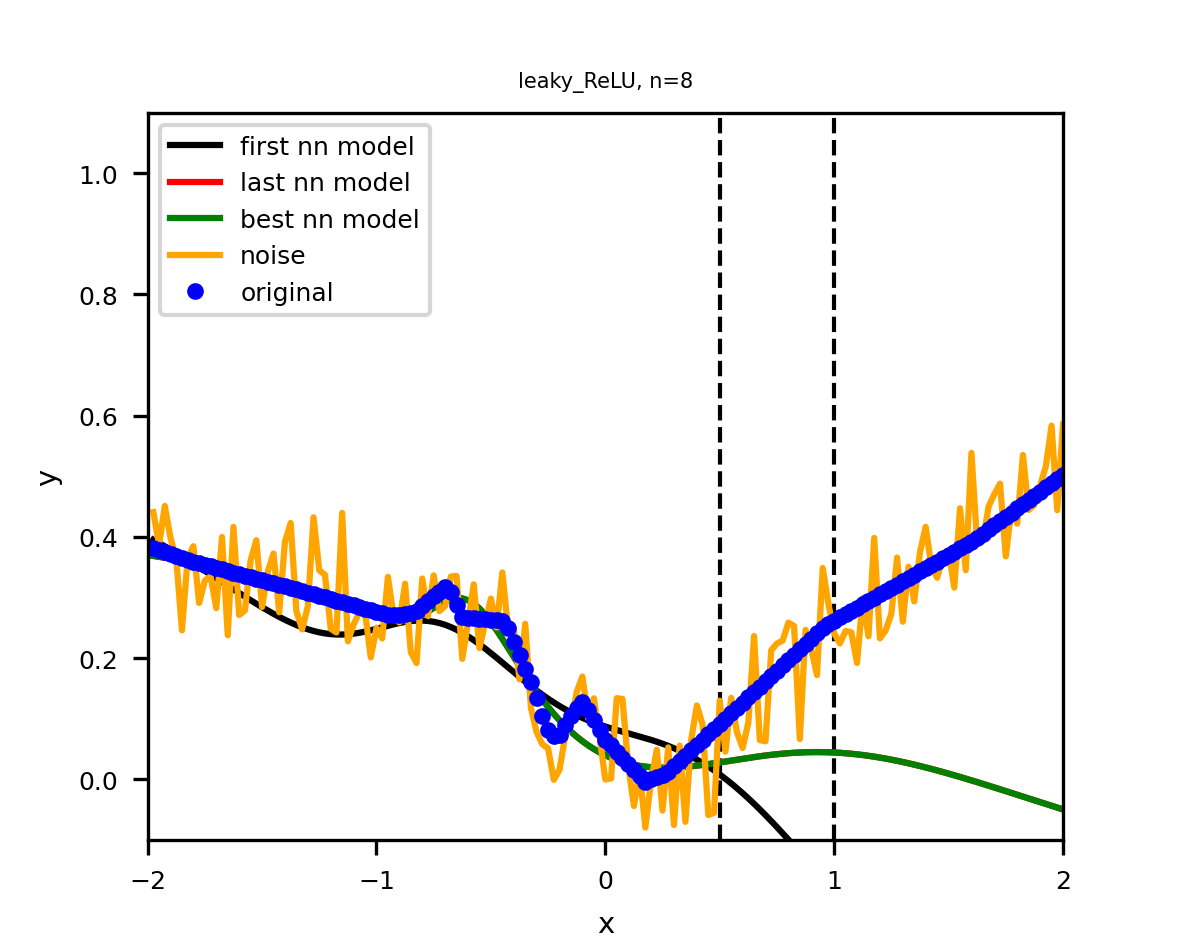 leaky_ReLU, n=8
first nn model
last nn model
best nn model
noise
original
1.0
0.8
0.6
0.4
0.2
0.0
y
−2
−1
0
1
2
x